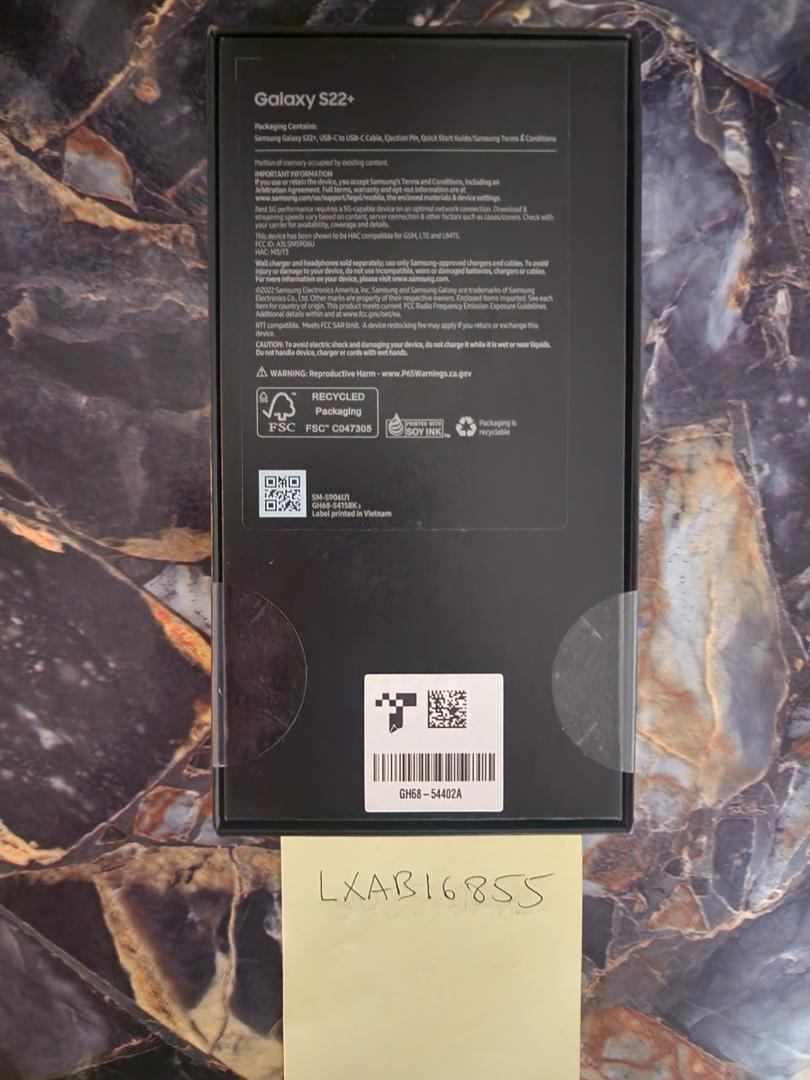 Galaxy S22+
Packaging Contains:
Samsung Galaxy S22+, USB-C to USB-C Cable, Ejection Pin, Quick Start Guide/Samsung Terms & Conditions
Portion of memory occupied by existing content.
IMPORTANT INFORMATION
If you use or retain the device, you accept Samsung's Terms and Conditions, including an
Arbitration Agreement. Full terms, warranty and opt-out information are at
www.samsung.com/us/support/legal/mobile, the enclosed materials & device settings.
Best 5G performance requires a 5G-capable device on an optimal network connection. Download &
streaming speeds vary based on content, server connection & other factors such as cases/covers. Check with
your carrier for availability, coverage and details.
This device has been shown to be HAC compatible for GSM, LTE and UMTS.
FCC ID: A3LSMS906U
HAC: M3/T3
Wall charger and headphones sold separately; use only Samsung-approved chargers and cables. To avoid
injury or damage to your device, do not use incompatible, worn or damaged batteries, chargers or cables.
For more information on your device, please visit www.samsung.com.
©2022 Samsung Electronics America, Inc. Samsung and Samsung Galaxy are trademarks of Samsung
Electronics Co., Ltd. Other marks are property of their respective owners. Enclosed items imported. See each
item for country of origin. This product meets current FCC Radio Frequency Emission Exposure Guidelines.
Additional details within and at www.fcc.gov/oet/ea.
RTT compatible. Meets FCC SAR limit. A device restocking fee may apply if you return or exchange this
device.
CAUTION: To avoid electric shock and damaging your device, do not charge it while it is wet or near liquids.
Do not handle device, charger or cords with wet hands.
WARNING: Reproductive Harm - www.P65Warnings.ca.gov
FSC
RECYCLED
Packaging
FSC™ C047305
PRINTED WITH
SOY INK™
Packaging is
recyclable
SM-S906U1
GH68-54158K
Label printed in Vietnam
GH68-54402A
LXAB16855